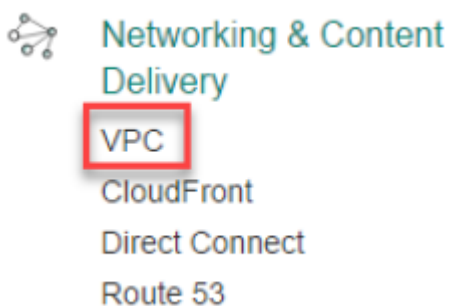 Networking & Content
Delivery
VPC
CloudFront
Direct Connect
Route 53